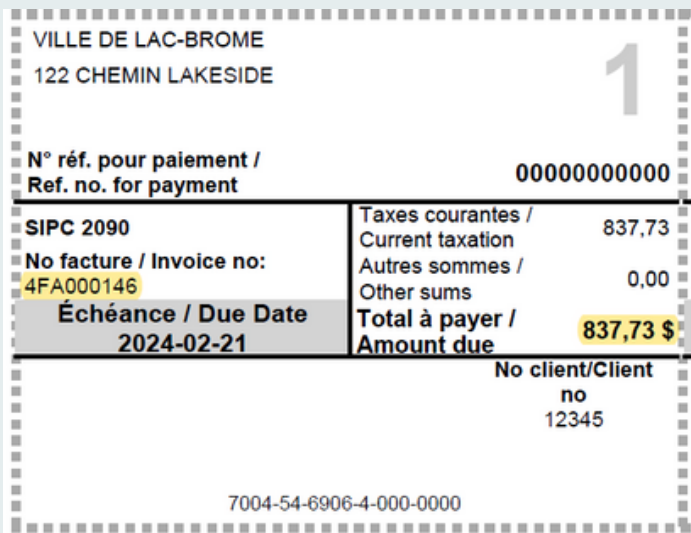 VILLE DE LAC-BROME
122 CHEMIN LAKESIDE
1
N° réf. pour paiement /
Ref. no. for payment
00000000000
SIPC 2090
No facture / Invoice no:
4FA000146
Échéance / Due Date
2024-02-21
Taxes courantes /
Current taxation
837,73
Autres sommes /
Other sums
0,00
Total à payer /
Amount due
837,73 $
No client/Client
no
12345
7004-54-6906-4-000-0000